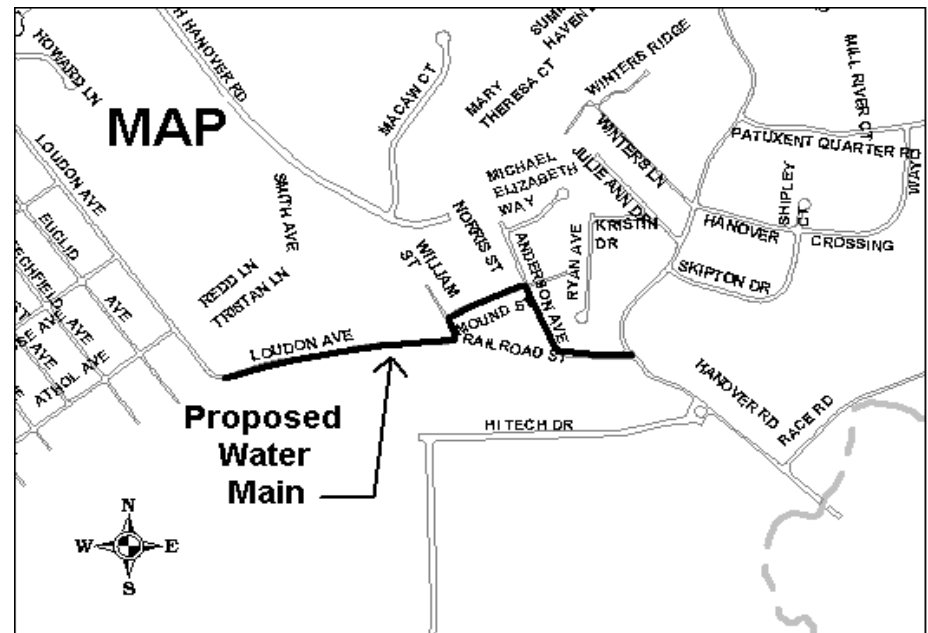 HOWARD LN
HANOVER RD
MACAW CT
MARY
THERESA CT
WINTERS RIDGE
MILL RIVER CT
MAP
LOUDON AVE
WINTERS LN
PATUXENT QUARTER RD
JULIE ANN DR
MICHAEL
ELIZABETH
WAY
SMITH AVE
SHIPLEY
CT
EUCLID
AVE
NORRIS ST
KRISTIN
DR
HANOVER
CROSSING
WILLIAM
ST
ANDERSON AVE
RYAN AVE
SKIPTON DR
REDD LN
TRISTAN LN
MOUND
LOUDON AVE
RAILROAD ST
ATHOL AVE
HANOVER RD
RACE RD
Proposed
Water
Main
HI TECH DR
N
W
E
S